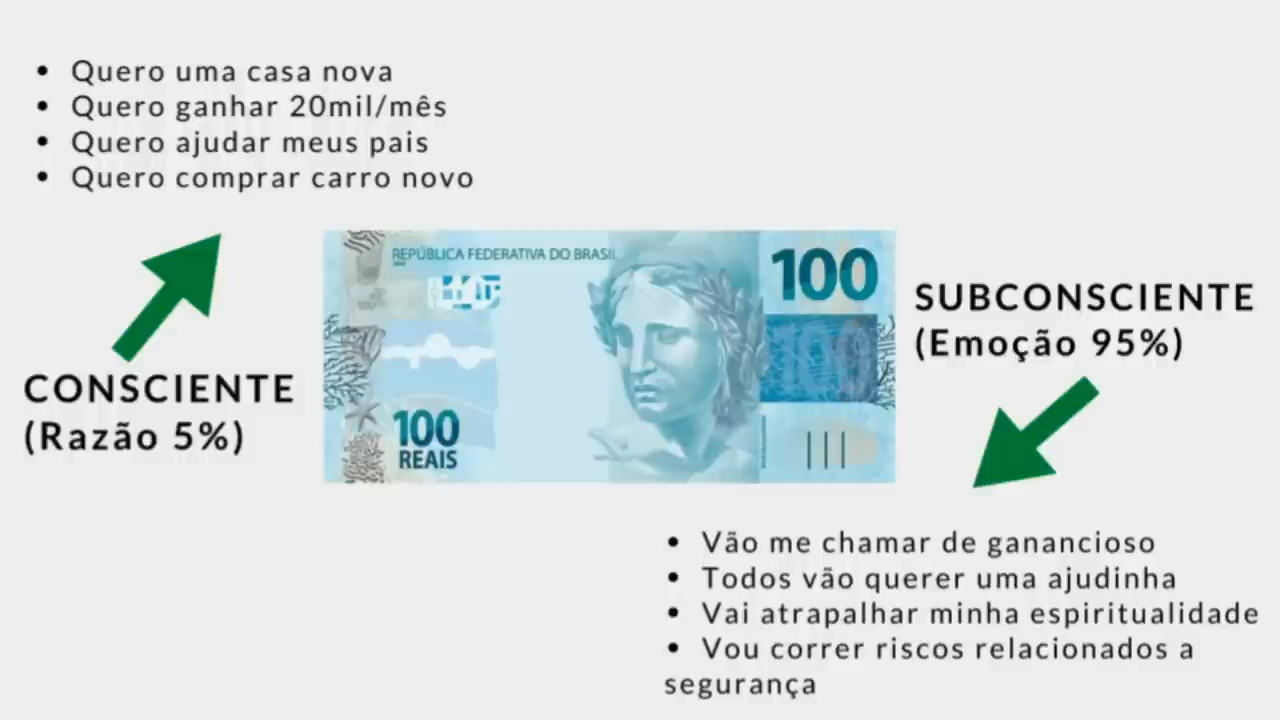 • Quero uma casa nova
• Quero ganhar 20mil/mês
• Quero ajudar meus pais
• Quero comprar carro novo
REPÚBLICA FEDERATIVA DO BRASIL
100
SUBCONSCIENTE
(Emoção 95%)
100
CONSCIENTE
(Razão 5%)
100
REAIS
• Vão me chamar de ganancioso
• Todos vão querer uma ajudinha
• Vai atrapalhar minha espiritualidade
• Vou correr riscos relacionados a
segurança